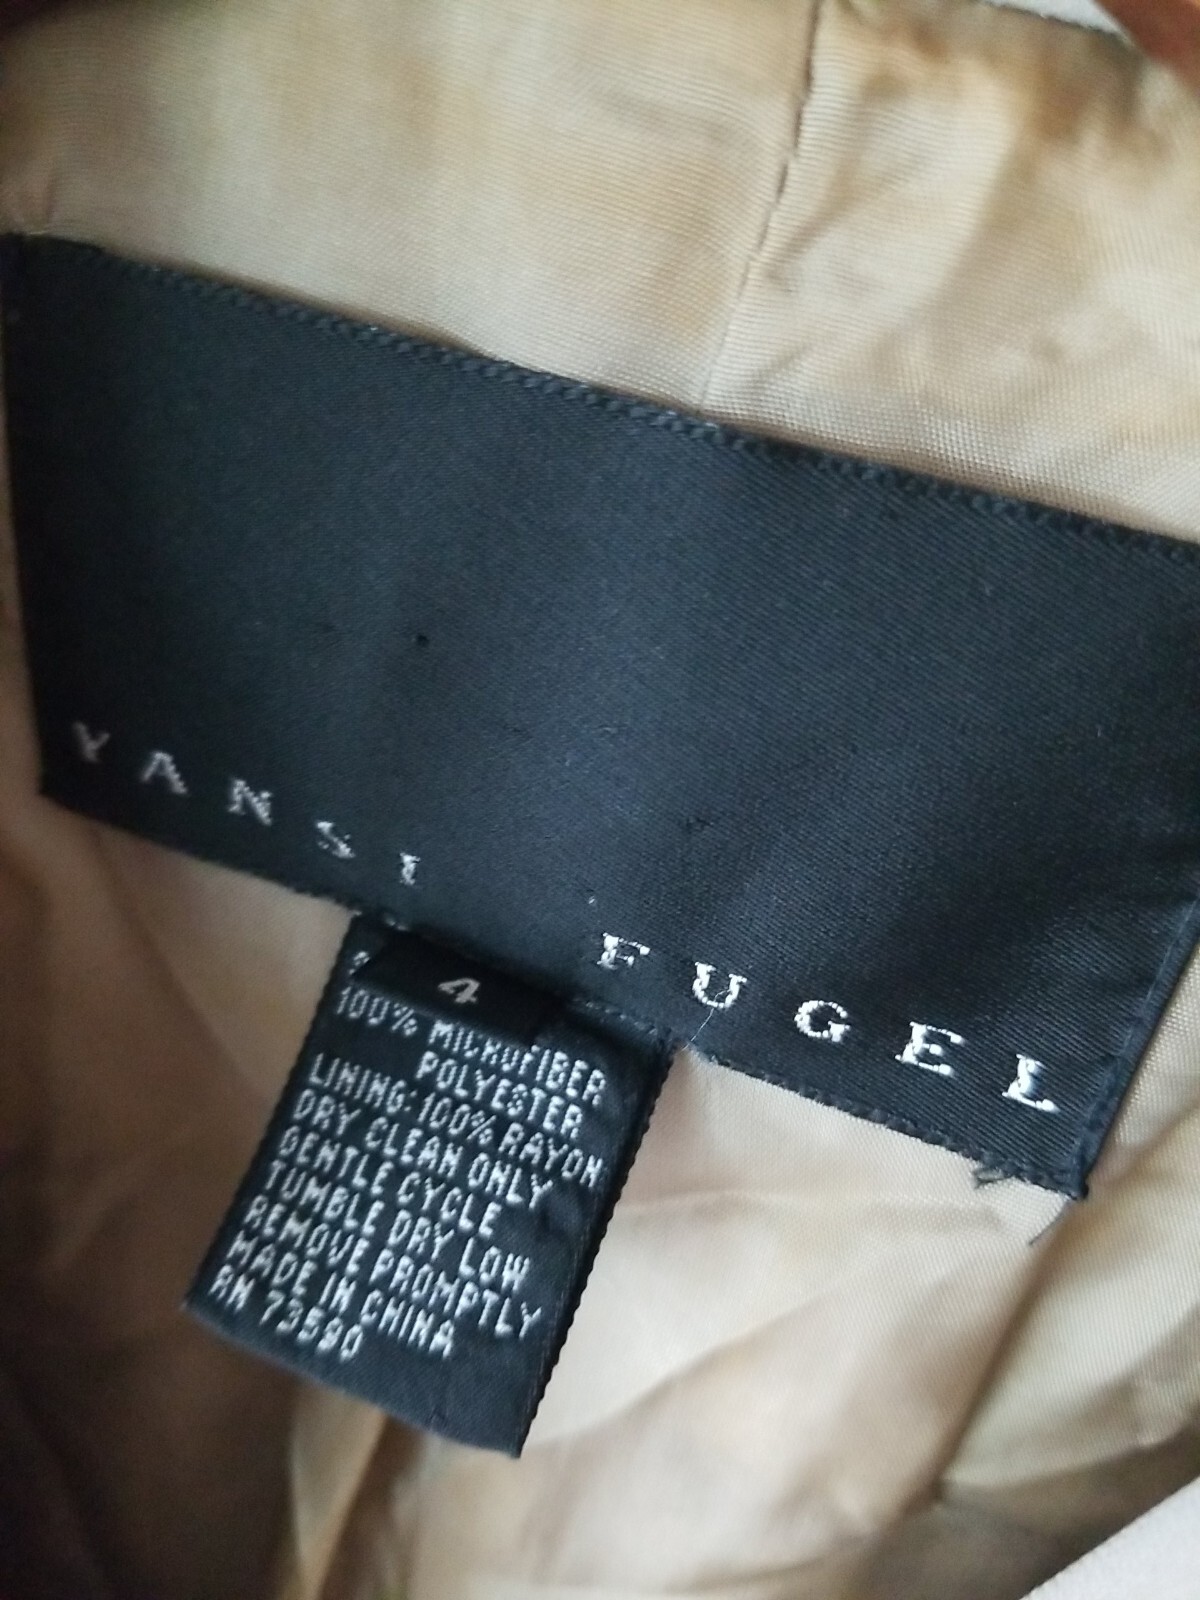 YANSI FUGEL
4
100% MICROFIBER
POLYESTER
LINING: 100% RAYON
DRY CLEAN ONLY
GENTLE CYCLE
TUMBLE DRY LOW
REMOVE PROMPTLY
MADE IN CHINA
RN 73580